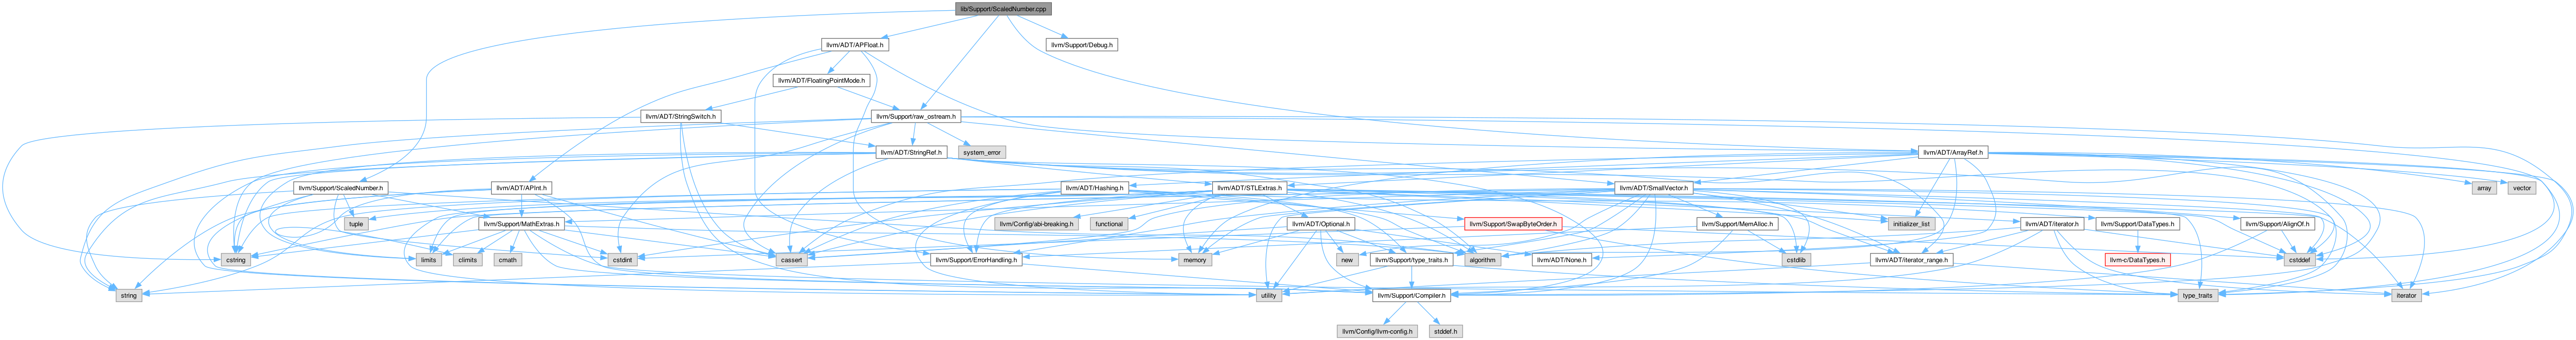 lib/Support/ScaledNumber.cpp
llvm/ADT/APFloat.h
llvm/Support/Debug.h
llvm/ADT/FloatingPointMode.h
llvm/ADT/StringSwitch.h
llvm/Support/raw_ostream.h
llvm/ADT/StringRef.h
system_error
llvm/ADT/ArrayRef.h
llvm/Support/ScaledNumber.h
llvm/ADT/APInt.h
llvm/ADT/Hashing.h
llvm/ADT/STLExtras.h
llvm/ADT/SmallVector.h
array
vector
tuple
llvm/Support/MathExtras.h
llvm/Config/abi-breaking.h
functional
llvm/ADT/Optional.h
llvm/Support/SwapByteOrder.h
initializer_list
llvm/Support/MemAlloc.h
llvm/ADT/iterator.h
llvm/Support/DataTypes.h
llvm/Support/AlignOf.h
cstring
limits
climits
cmath
cstdint
cassert
llvm/Support/ErrorHandling.h
memory
new
llvm/Support/type_traits.h
algorithm
cstdlib
llvm/ADT/None.h
llvm/ADT/iterator_range.h
llvm-c/DataTypes.h
cstddef
string
utility
llvm/Support/Compiler.h
type_traits
iterator
llvm/Config/llvm-config.h
stddef.h